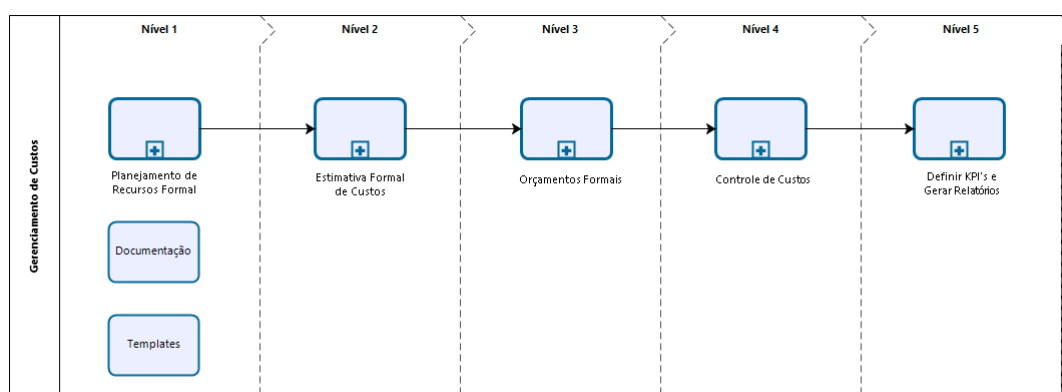 Gerenciamento de Custos
Nível 1
Nível 2
Nível 3
Nível 4
Nível 5
Planejamento de
Recursos Formal
Estimativa Formal
de Custos
Orçamentos Formais
Controle de Custos
Definir KPI's e
Gerar Relatórios
Documentação
Templates